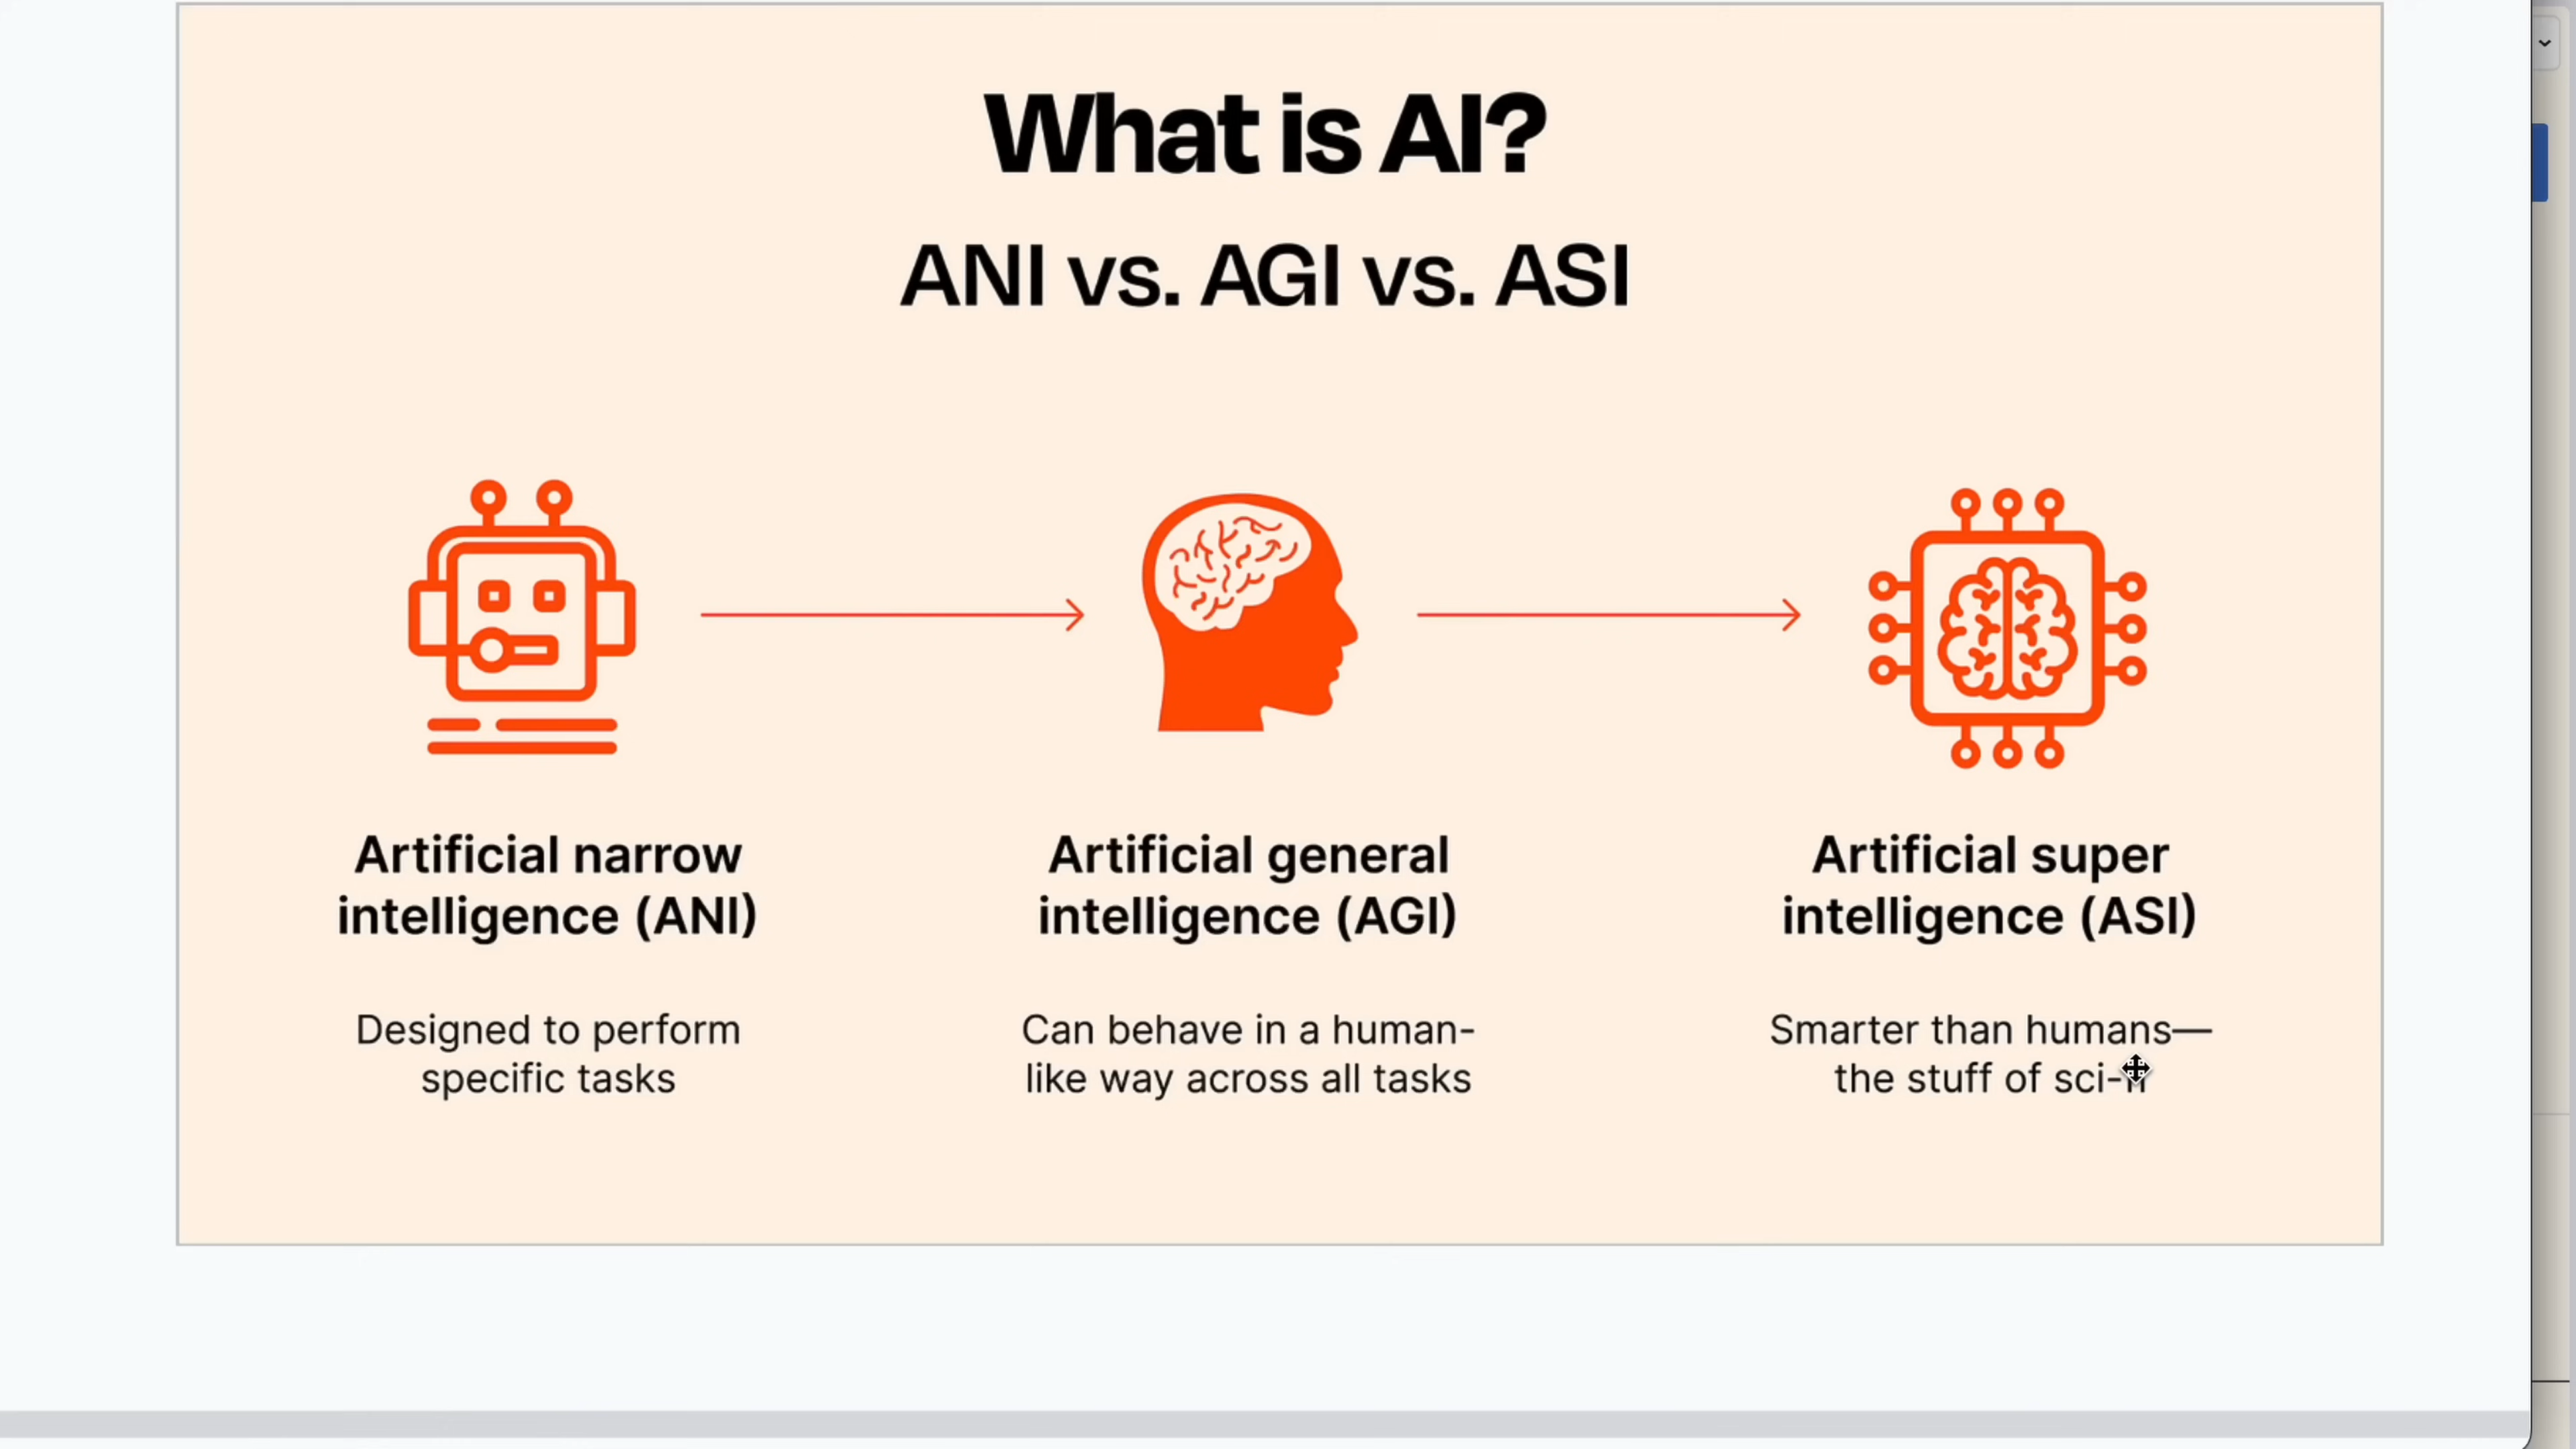 What is AI?
ANI vs. AGI vs. ASI
Artificial narrow
intelligence (ANI)
Designed to perform
specific tasks
Artificial general
intelligence (AGI)
Can behave in a human-
like way across all tasks
Artificial super
intelligence (ASI)
Smarter than humans—
the stuff of sci-fi